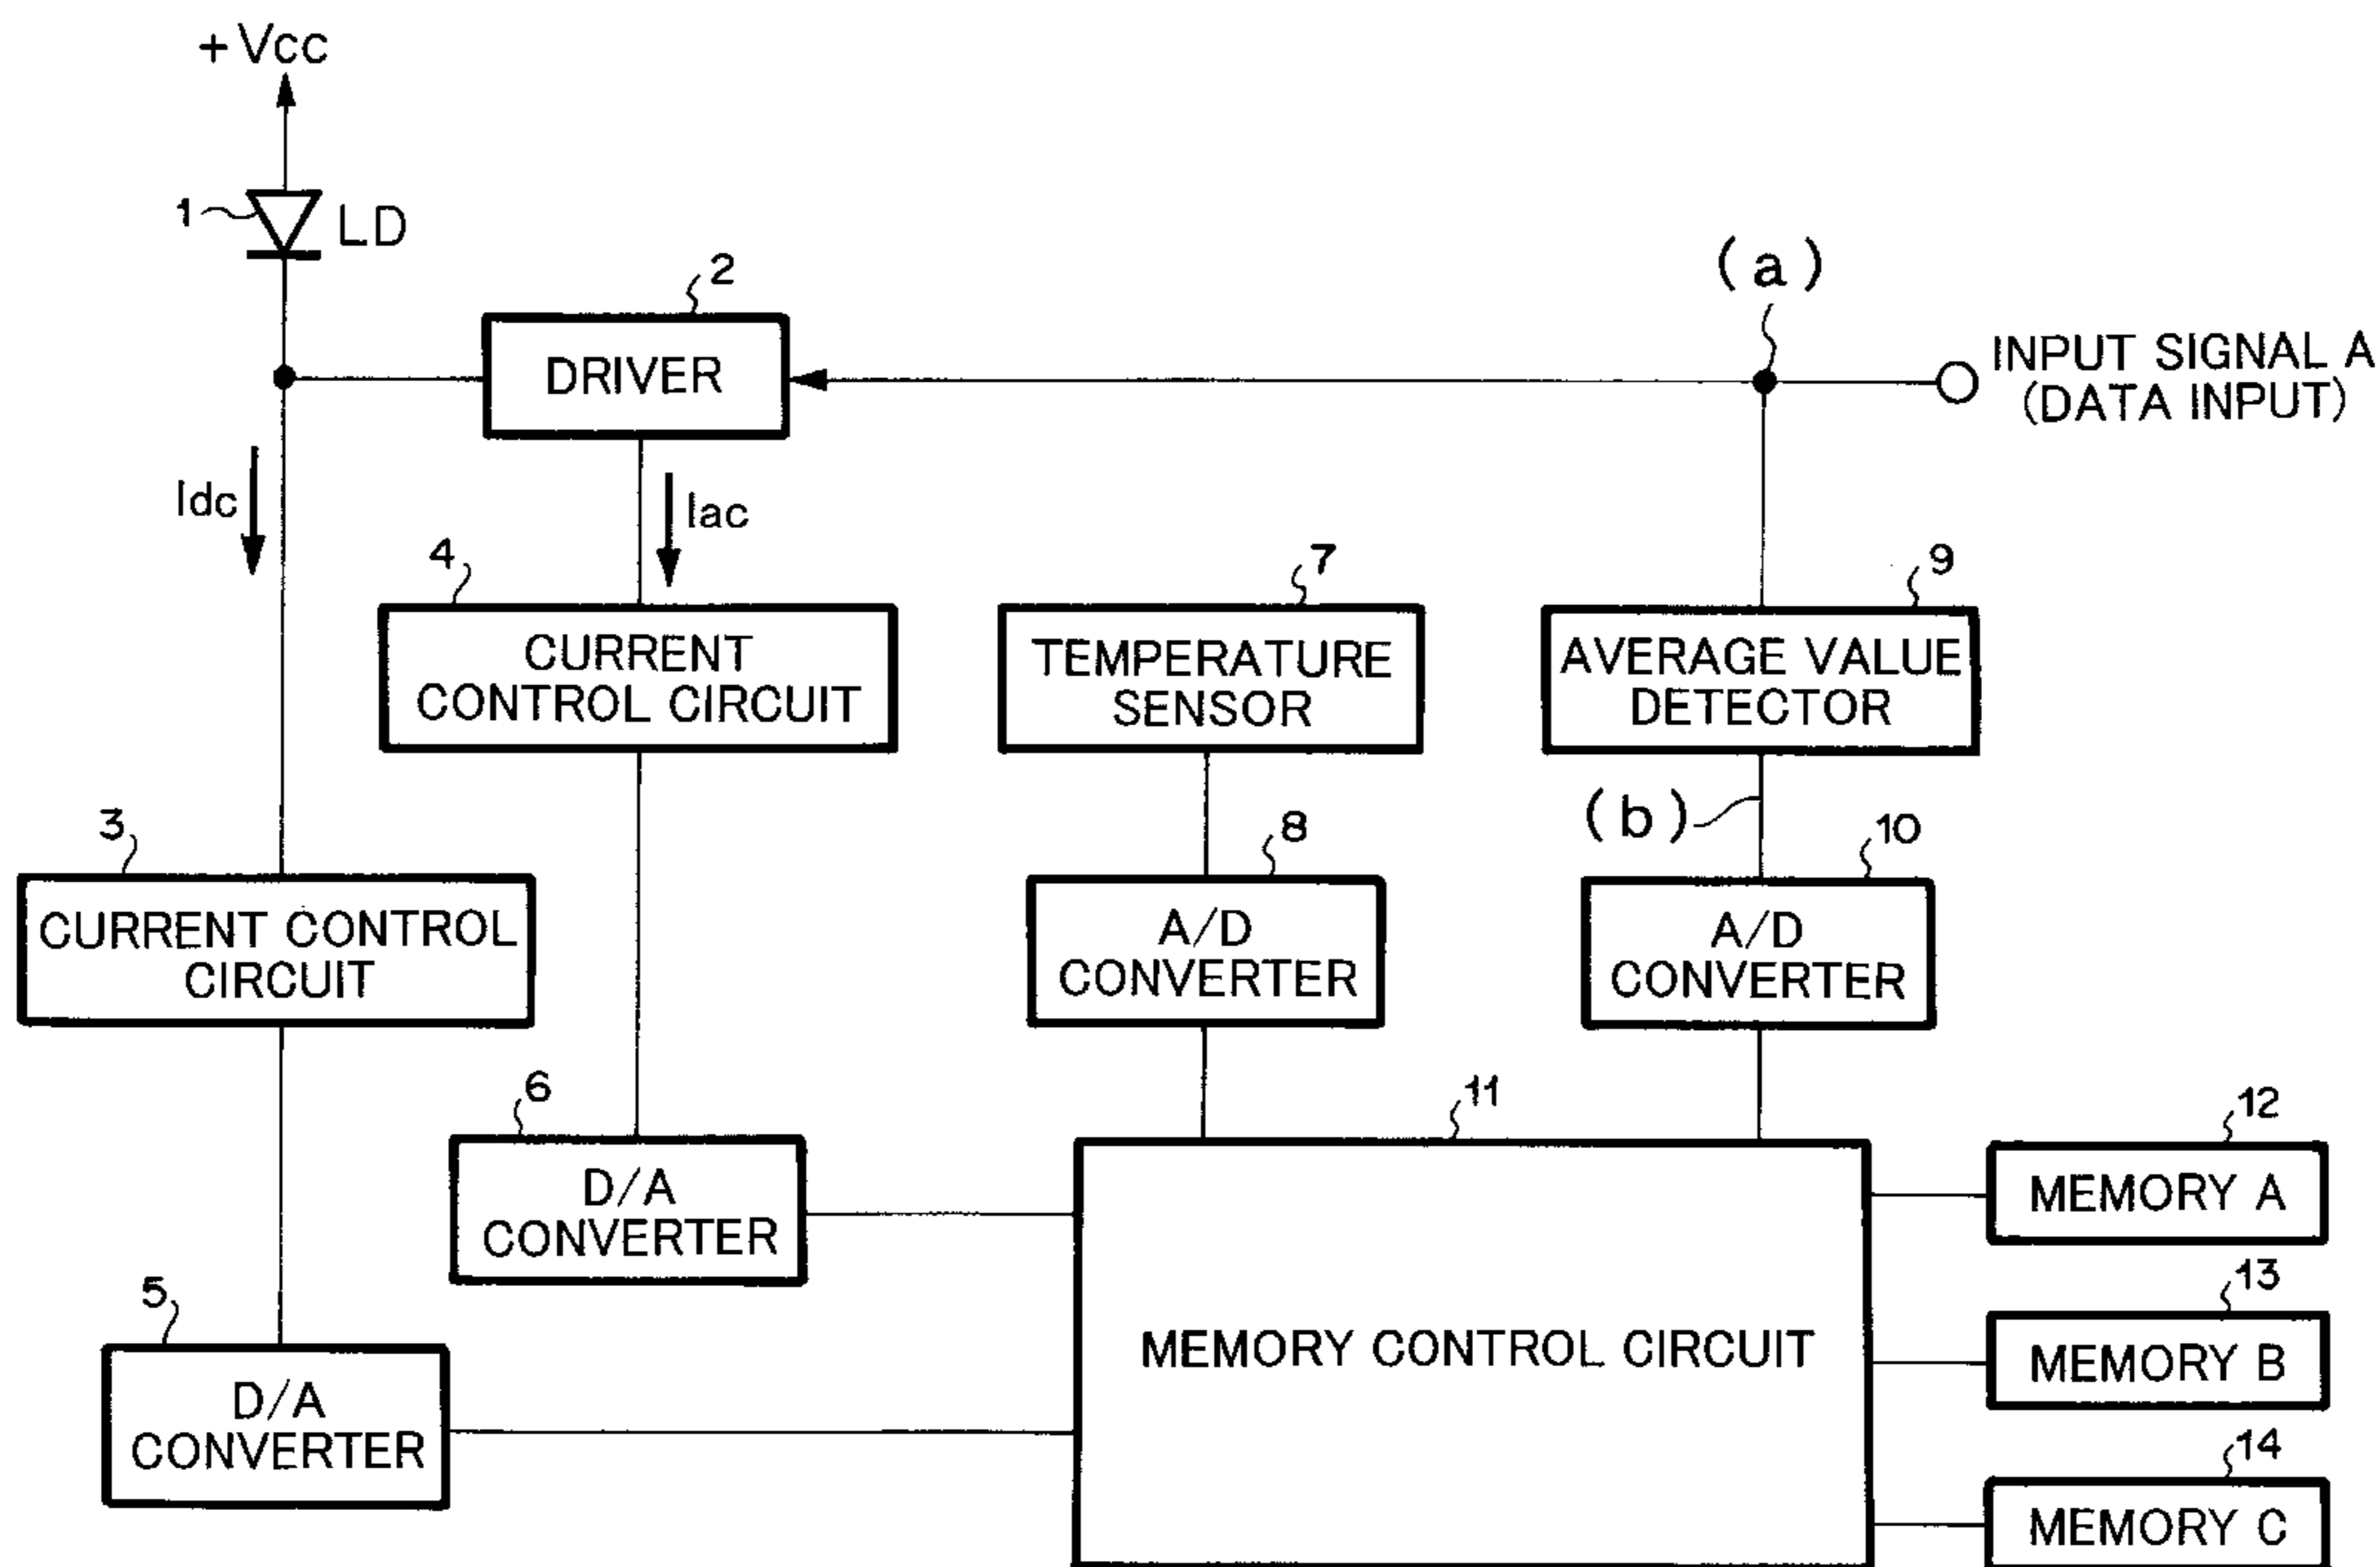 +Vcc
1
LD
2
DRIVER
(a)
INPUT SIGNAL A
(DATA INPUT)
Idc
Iac
4
CURRENT
CONTROL CIRCUIT
7
TEMPERATURE
SENSOR
9
AVERAGE VALUE
DETECTOR
(b)
3
CURRENT CONTROL
CIRCUIT
8
A/D
CONVERTER
10
A/D
CONVERTER
6
D/A
CONVERTER
5
D/A
CONVERTER
11
MEMORY CONTROL CIRCUIT
12
MEMORY A
13
MEMORY B
14
MEMORY C